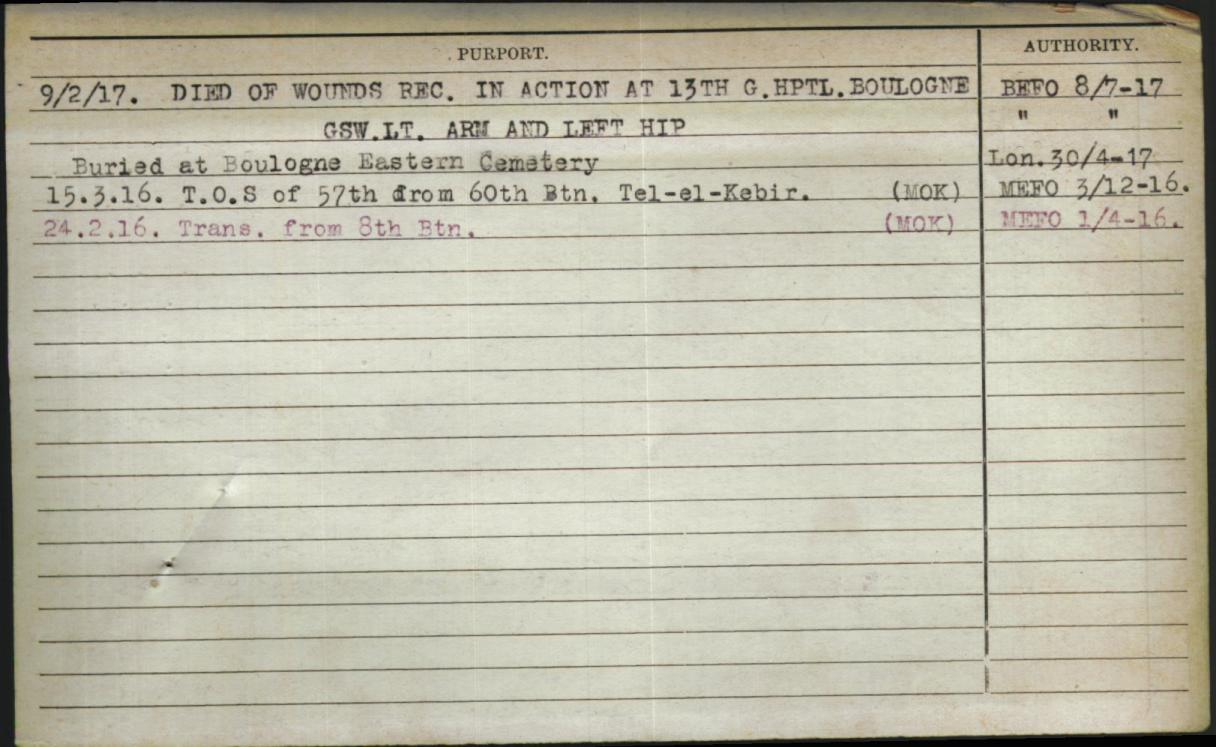 PURPORT. AUTHORITY.
9/2/17. DIED OF WOUNDS REC. IN ACTION AT 13TH G.HPTL.BOULOGNE BEFO 8/7-17
GSW.LT. ARM AND LEFT HIP " "
Buried at Boulogne Eastern Cemetery Lon.30/4-17
15.3.16. T.O.S of 57th from 60th Btn. Tel-el-Kebir. (MOK) MEFO 3/12-16.
24.2.16. Trans. from 8th Btn. (MOK) MEFO 1/4-16.